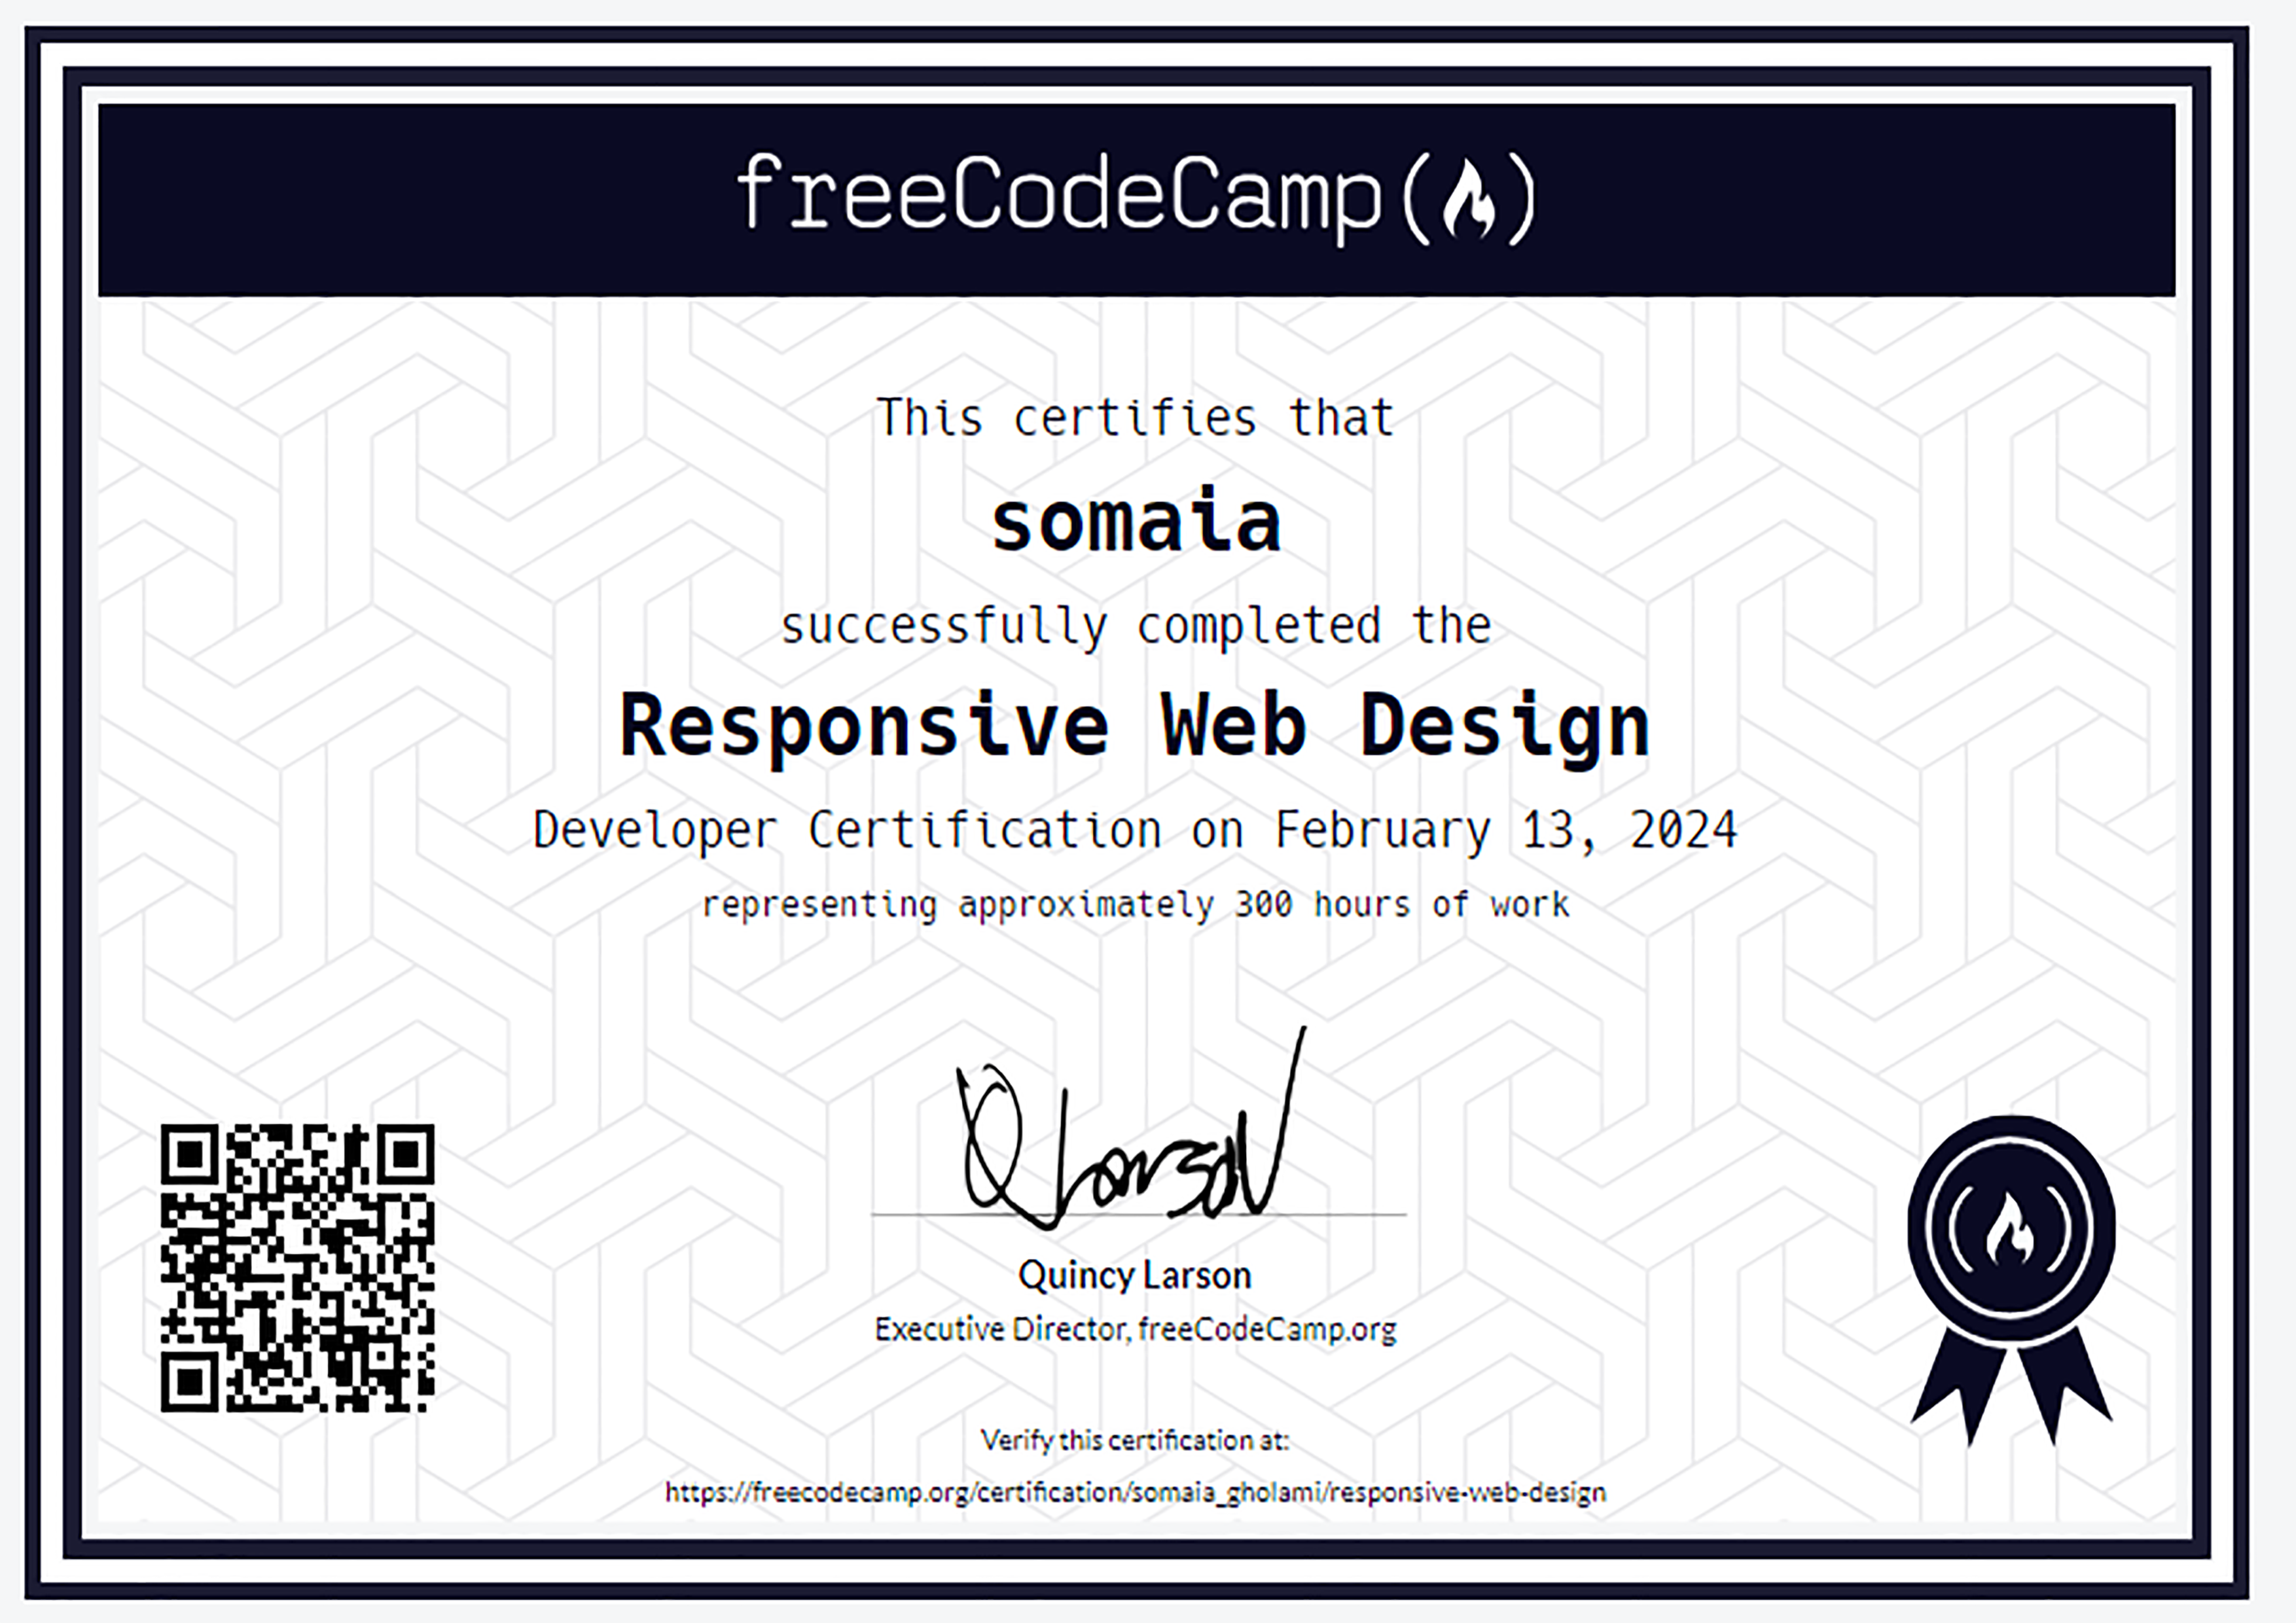 freeCodeCamp(🔥)
This certifies that
somaia
successfully completed the
Responsive Web Design
Developer Certification on February 13, 2024
representing approximately 300 hours of work
Quincy Larson
Executive Director, freeCodeCamp.org
Verify this certification at:
https://freecodecamp.org/certification/somaia_gholami/responsive-web-design